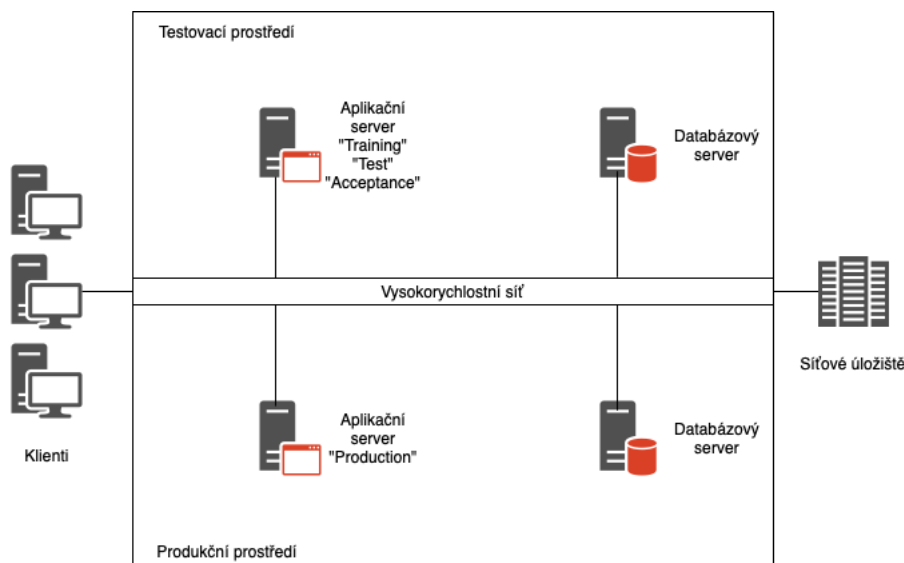 Testovací prostředí
Aplikační
server
"Training"
"Test"
"Acceptance"
Databázový
server
Vysokorychlostní síť
Klienti
Síťové úložiště
Aplikační
server
"Production"
Databázový
server
Produkční prostředí